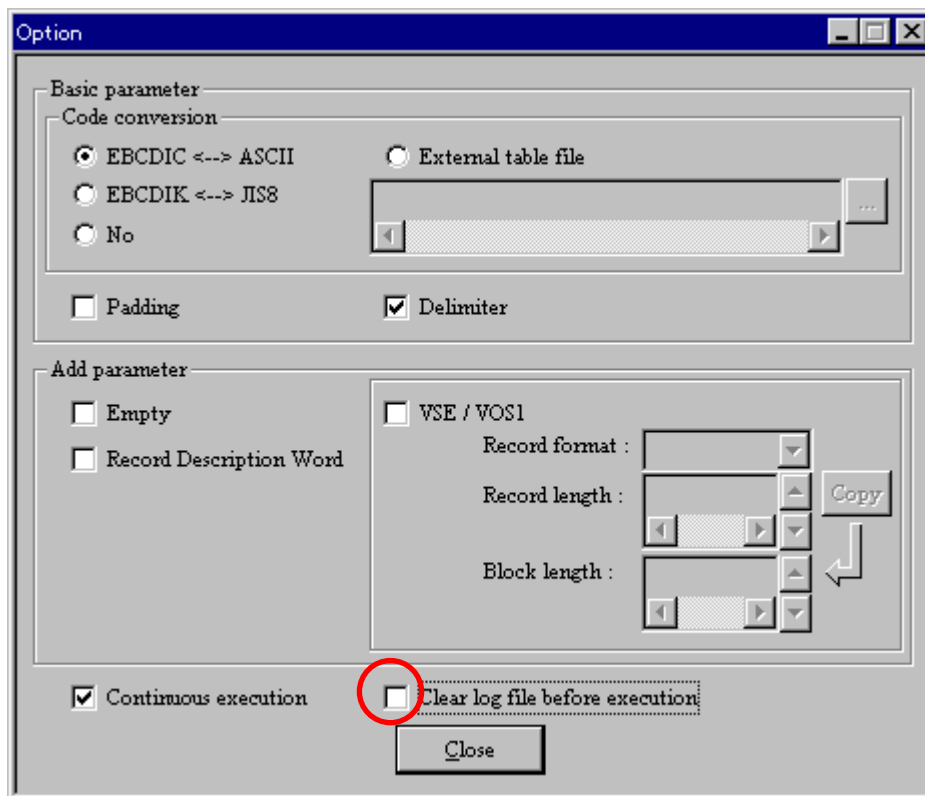 Option
Basic parameter
Code conversion
EBCDIC <--> ASCII
External table file
EBCDIK <--> JIS8
...
No
Padding
Delimiter
Add parameter
Empty
VSE / VOS1
Record format :
Record Description Word
Record length :
Copy
Block length :
Continuous execution
Clear log file before execution
Close